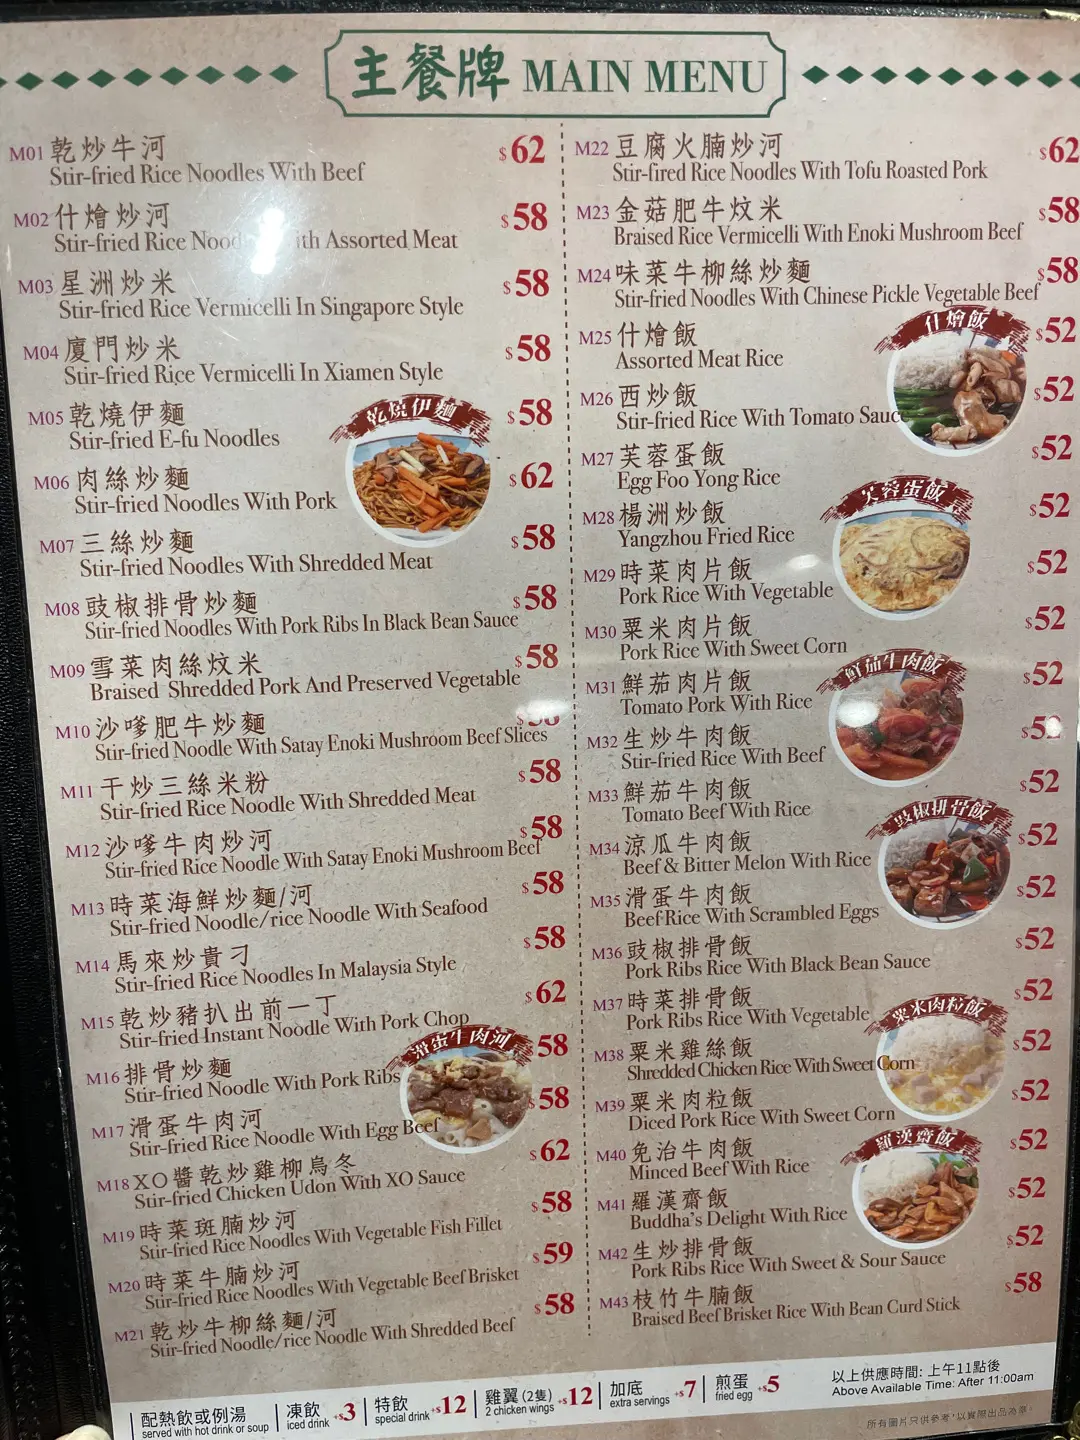 主餐牌 MAIN MENU
M01 乾炒牛河 $62
Stir-fried Rice Noodles With Beef
M02 什燴炒河 $58
Stir-fried Rice With Assorted Meat
M03 星洲炒米 $58
Stir-fried Rice Vermicelli In Singapore Style
M04 廈門炒米 $58
Stir-fried Rice Vermicelli In Xiamen Style
M05 乾燒伊麵 $58
Stir-fried E-fu Noodles
乾燒伊麵
M06 肉絲炒麵 $62
Stir-fried Noodles With Pork
M07 三絲炒麵 $58
Stir-fried Noodles With Shredded Meat
M08 豉椒排骨炒麵 $58
Stir-fried Noodles With Pork Ribs In Black Bean Sauce
M09 雪菜肉絲炆米 $58
Braised Shredded Pork And Preserved Vegetable
M10 沙嗲肥牛炒麵
Stir-fried Noodle With Satay Enoki Mushroom Beef Slices
M11 干炒三絲米粉 $58
Stir-fried Rice Noodle With Shredded Meat
M12 沙嗲牛肉炒河 $58
Stir-fried Rice Noodle With Satay Enoki Mushroom Beef
M13 時菜海鮮炒麵/河 $58
Stir-fried Noodle/rice Noodle With Seafood
M14 馬來炒貴刁 $58
Stir-fried Rice Noodles In Malaysia Style
M15 乾炒豬扒出前一丁 $62
Stir-fried Instant Noodle With Pork Chop
M16 排骨炒麵 $58
Stir-fried Noodle With Pork Ribs
滑蛋牛肉河
M17 滑蛋牛肉河 $58
Stir-fried Rice Noodle With Egg Beef
M18 XO醬乾炒雞柳烏冬 $62
Stir-fried Chicken Udon With XO Sauce
M19 時菜斑腩炒河 $58
Stir-fried Rice Noodles With Vegetable Fish Fillet
M20 時菜牛腩炒河 $59
Stir-fried Rice Noodles With Vegetable Beef Brisket
M21 乾炒牛柳絲麵/河 $58
Stir-fried Noodle/rice Noodle With Shredded Beef
M22 豆腐火腩炒河 $62
Stir-fired Rice Noodles With Tofu Roasted Pork
M23 金菇肥牛炆米 $58
Braised Rice Vermicelli With Enoki Mushroom Beef
M24 味菜牛柳絲炒麵 $58
Stir-fried Noodles With Chinese Pickle Vegetable Beef
M25 什燴飯 $52
Assorted Meat Rice
什燴飯
M26 西炒飯 $52
Stir-fried Rice With Tomato Sauce
M27 芙蓉蛋飯 $52
Egg Foo Yong Rice
芙蓉蛋飯
M28 楊洲炒飯 $52
Yangzhou Fried Rice
M29 時菜肉片飯 $52
Pork Rice With Vegetable
M30 粟米肉片飯 $52
Pork Rice With Sweet Corn
M31 鮮茄肉片飯 $52
Tomato Pork With Rice
鮮茄牛肉飯
M32 生炒牛肉飯 $52
Stir-fried Rice With Beef
M33 鮮茄牛肉飯 $52
Tomato Beef With Rice
豉椒排骨飯
M34 涼瓜牛肉飯 $52
Beef & Bitter Melon With Rice
M35 滑蛋牛肉飯 $52
Beef Rice With Scrambled Eggs
M36 豉椒排骨飯 $52
Pork Ribs Rice With Black Bean Sauce
M37 時菜排骨飯 $52
Pork Ribs Rice With Vegetable
粟米肉粒飯
M38 粟米雞絲飯 $52
Shredded Chicken Rice With Sweet Corn
M39 粟米肉粒飯 $52
Diced Pork Rice With Sweet Corn
M40 免治牛肉飯 $52
Minced Beef With Rice
羅漢齋飯
M41 羅漢齋飯 $52
Buddha's Delight With Rice
M42 生炒排骨飯 $52
Pork Ribs Rice With Sweet & Sour Sauce
M43 枝竹牛腩飯 $58
Braised Beef Brisket Rice With Bean Curd Stick
配熱飲或例湯
served with hot drink or soup
凍飲 +$3
iced drink
特飲 +$12
special drink
雞翼(2隻) +$12
2 chicken wings
加底 +$7
extra servings
煎蛋 +$5
fried egg
以上供應時間: 上午11點後
Above Available Time: After 11:00am
所有圖片只供參考,以實際出品為準。